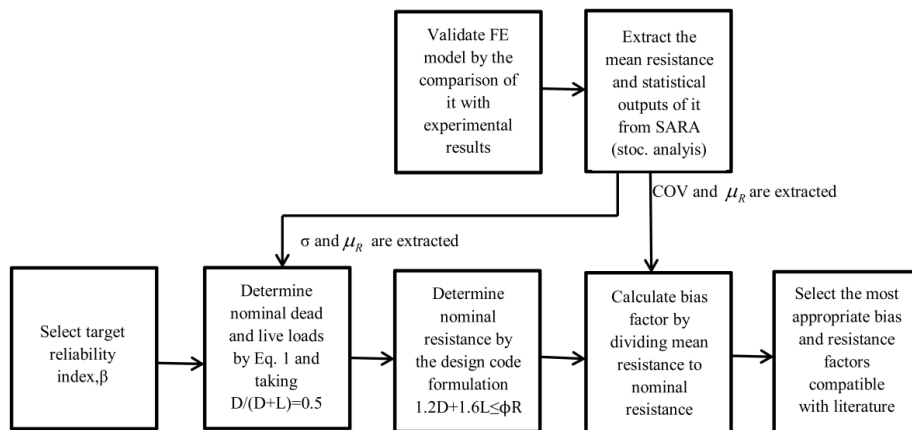 Validate FE
model by the
comparison of
it with
experimental
results
Extract the
mean resistance
and statistical
outputs of it
from SARA
(stoc. analyis)
COV and μR are extracted
σ and μR are extracted
Select target
reliability
index,β
Determine
nominal dead
and live loads
by Eq. 1 and
taking
D/(D+L)=0.5
Determine
nominal
resistance by
the design code
formulation
1.2D+1.6L≤ϕR
Calculate bias
factor by
dividing mean
resistance to
nominal
resistance
Select the most
appropriate bias
and resistance
factors
compatible
with literature